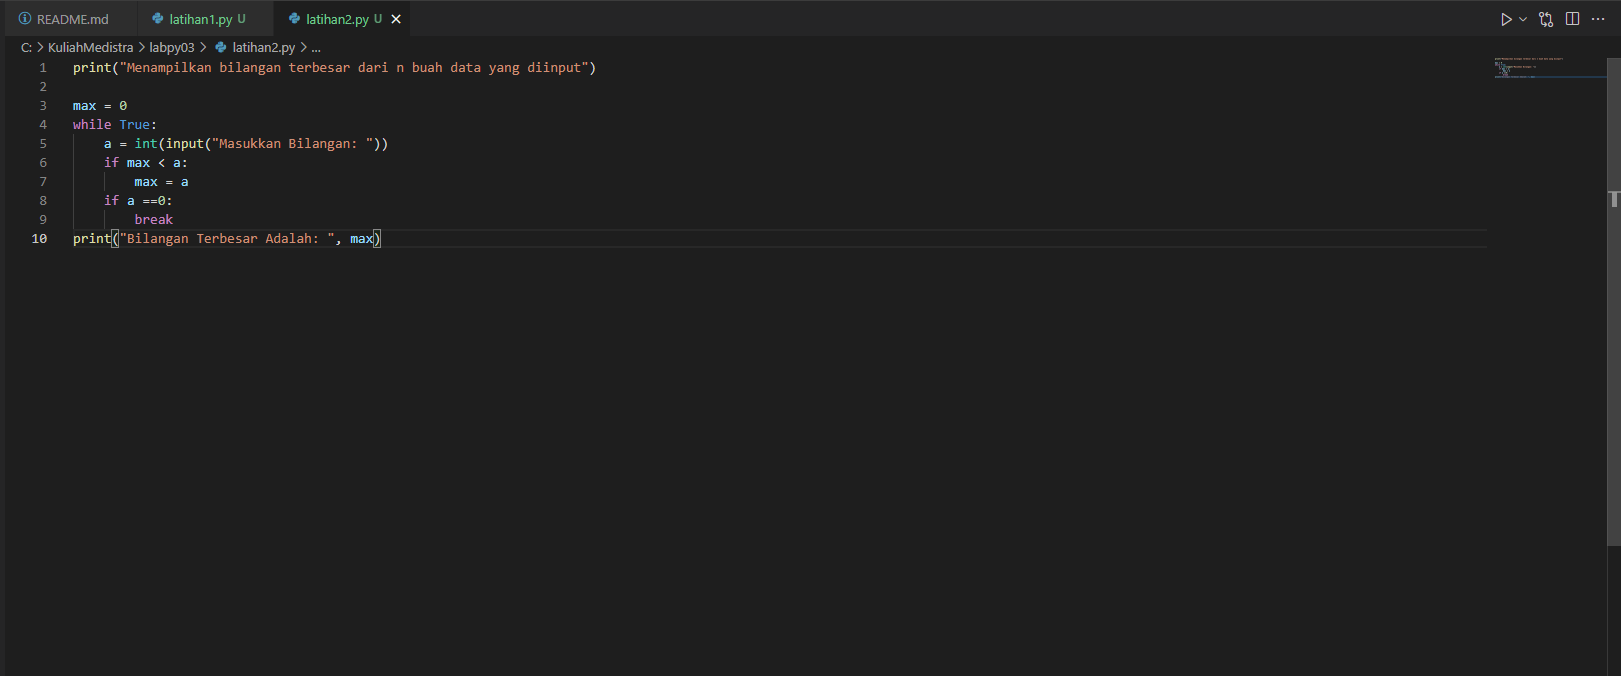 README.md latihan1.py U latihan2.py U
C: > KuliahMedistra > labpy03 > latihan2.py > ...
1 print("Menampilkan bilangan terbesar dari n buah data yang diinput")
2
3 max = 0
4 while True:
5     a = int(input("Masukkan Bilangan: "))
6     if max < a:
7         max = a
8     if a ==0:
9         break
10 print("Bilangan Terbesar Adalah: ", max)